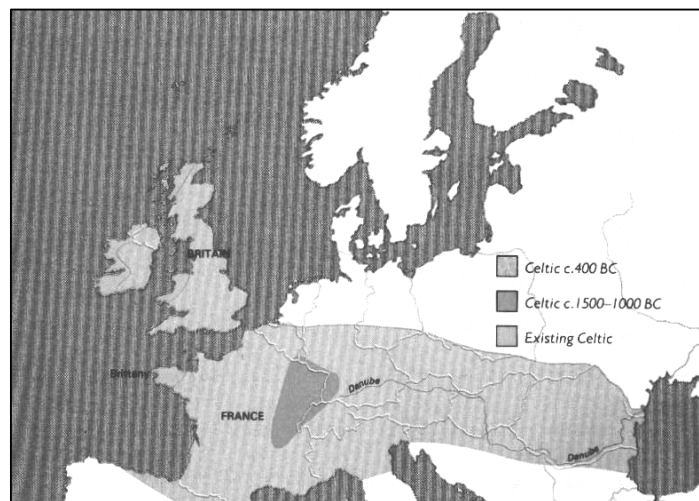 BRITAIN
Celtic c.400 BC
Celtic c.1500–1000 BC
Existing Celtic
Brittany
Danube
FRANCE
Danube